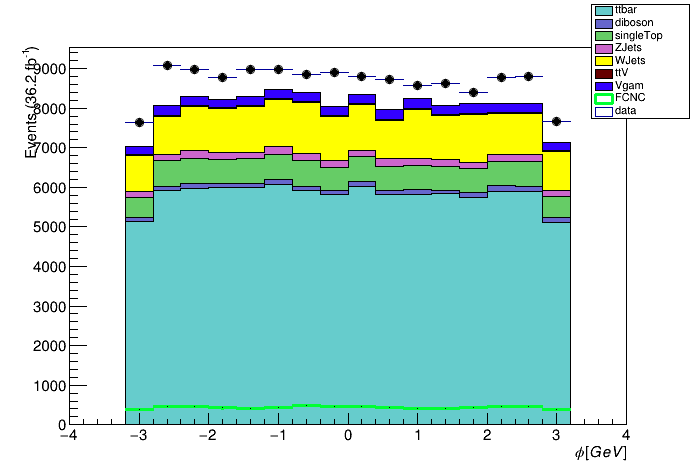 ttbar
diboson
singleTop
ZJets
WJets
ttV
Vgam
FCNC
data
Events /(36.2 fb⁻¹)
9000
8000
7000
6000
5000
4000
3000
2000
1000
0
−4 −3 −2 −1 0 1 2 3 4
ϕ[GeV]